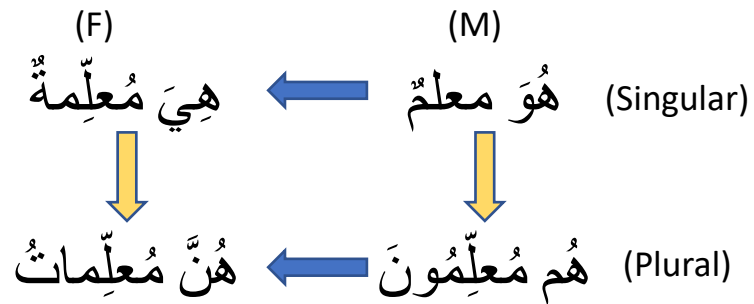 (F) (M)
هُوَ معلمٌ هِيَ مُعلِّمةٌ (Singular)
هُم مُعلِّمُونَ هُنَّ مُعلِّماتُ (Plural)